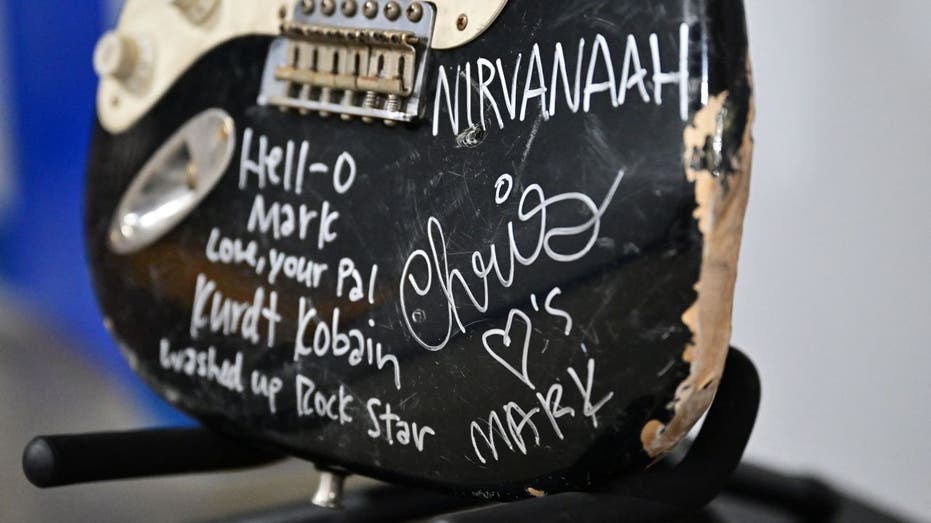 NIRVANAAH
Hell-o
Mark
Love, your Pal
Kurdt Kobain
washed up Rock Star
Chris
♡'s
MARK